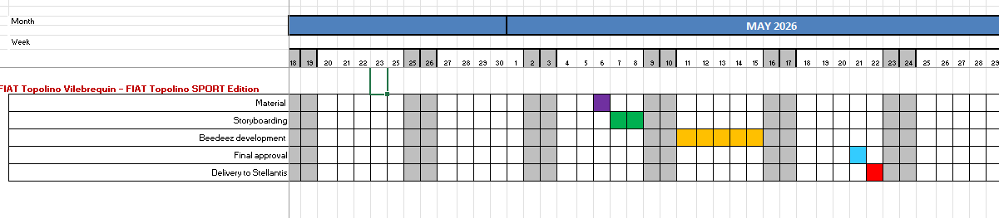 Month
MAY 2026
Week
18 19 20 21 22 23 25 25 26 27 28 29 30 1 2 3 4 5 6 7 8 9 10 11 12 13 14 15 16 17 18 19 20 21 22 23 24 25 26 27 28 29
FIAT Topolino Vilebrequin – FIAT Topolino SPORT Edition
Material
Storyboarding
Beedeez development
Final approval
Delivery to Stellantis